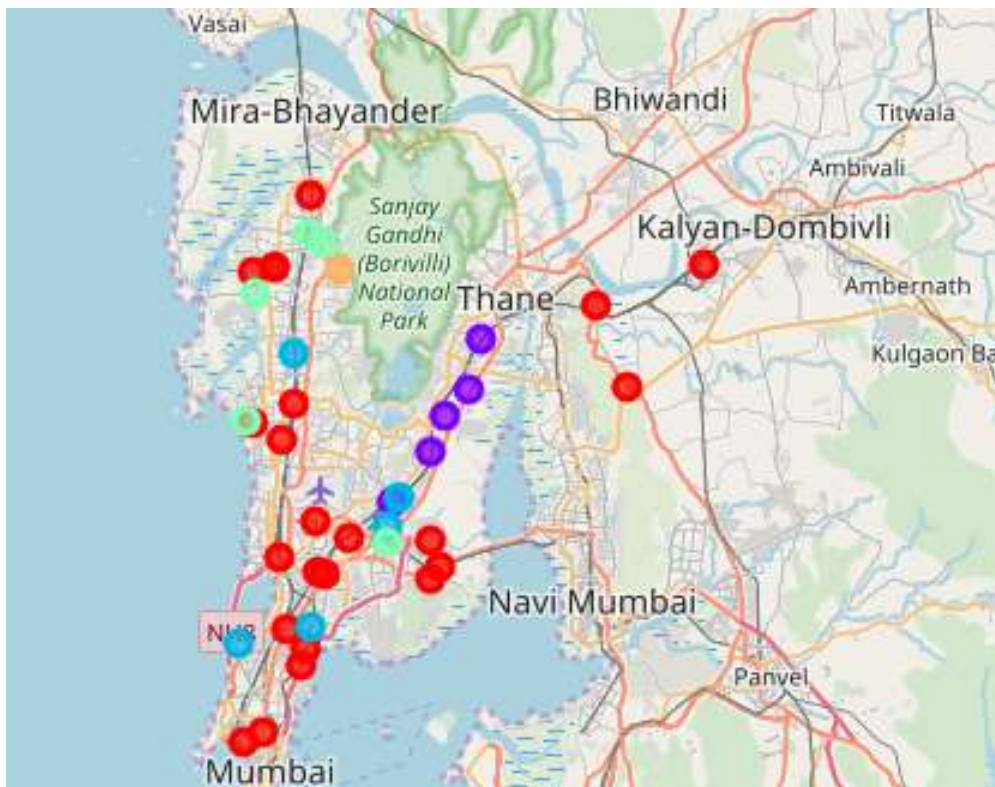 Vasai
Mira-Bhayander
Bhiwandi
Titwala
Ambivali
Sanjay
Gandhi
(Borivilli)
National
Park
Kalyan-Dombivli
Thane
Ambernath
Kulgaon Ba
Navi Mumbai
Panvel
Mumbai